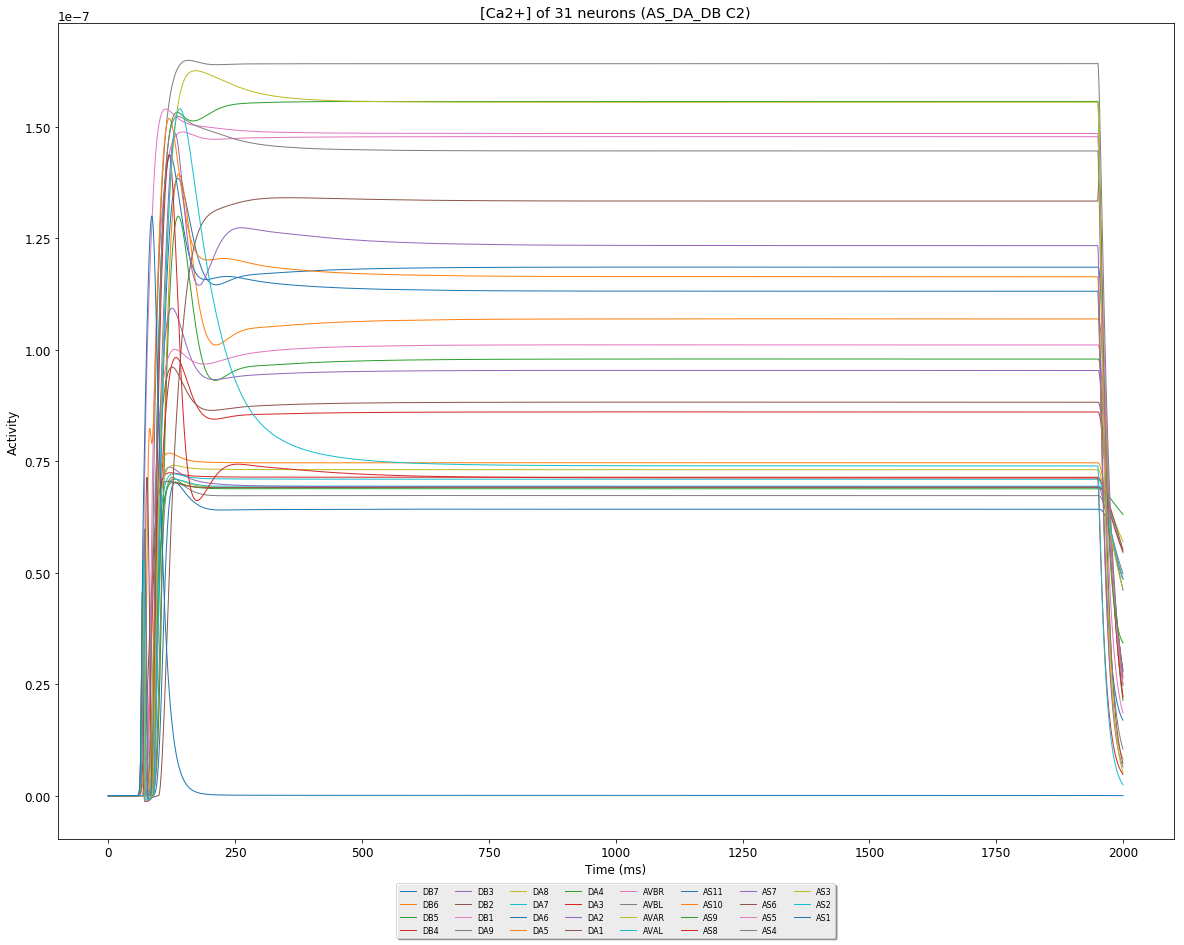 [Ca2+] of 31 neurons (AS_DA_DB C2)
1e−7
1.50
1.25
1.00
0.75
0.50
0.25
0.00
Activity
0 250 500 750 1000 1250 1500 1750 2000
Time (ms)
DB7 DB3 DA8 DA4 AVBR AS11 AS7 AS3
DB6 DB2 DA7 DA3 AVBL AS10 AS6 AS2
DB5 DB1 DA6 DA2 AVAR AS9 AS5 AS1
DB4 DA9 DA5 DA1 AVAL AS8 AS4